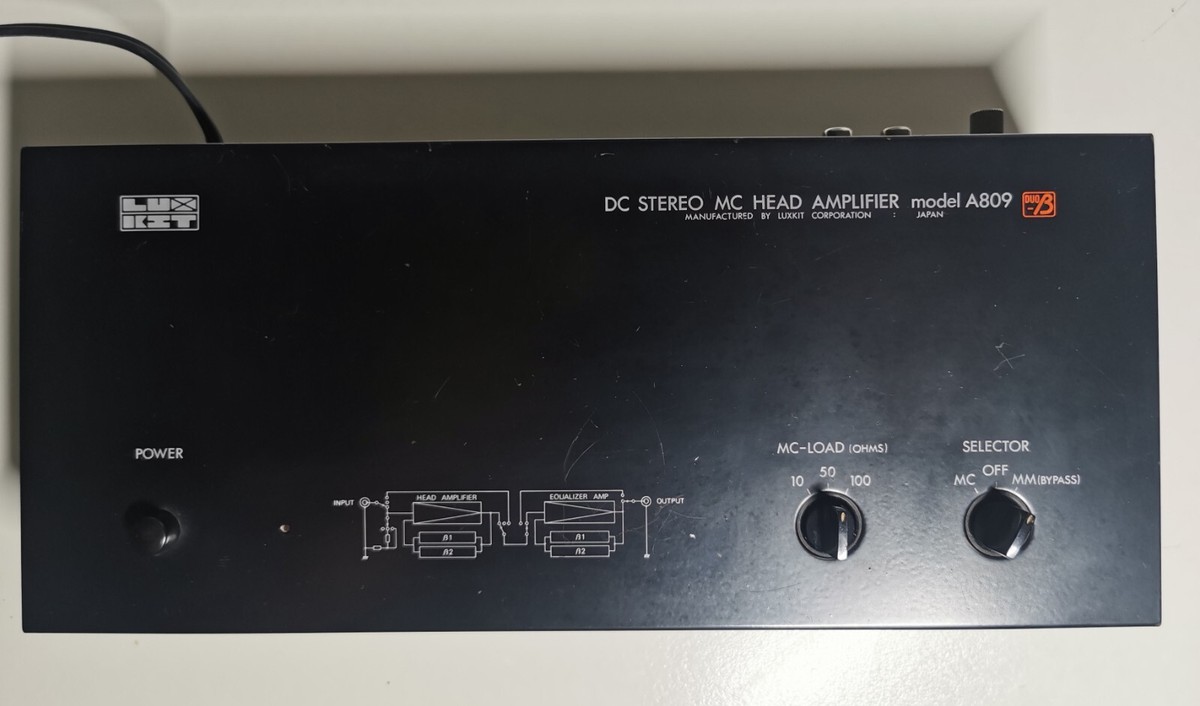 LUX
KIT
DC STEREO MC HEAD AMPLIFIER model A809
DUO-β
MANUFACTURED BY LUXKIT CORPORATION : JAPAN
POWER
MC-LOAD (OHMS)
10 50 100
SELECTOR
MC OFF MM(BYPASS)
INPUT
HEAD AMPLIFIER
EQUALIZER AMP
OUTPUT
β1
β2
β1
β2